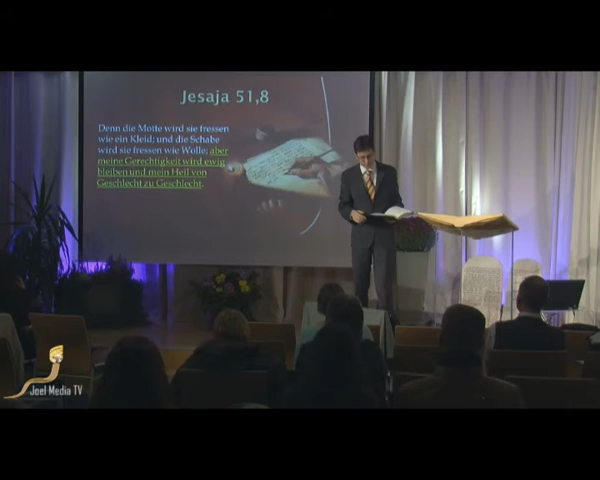 Jesaja 51,8
Denn die Motte wird sie fressen
wie ein Kleid; und die Schabe
wird sie fressen wie Wolle; aber
meine Gerechtigkeit wird ewig
bleiben und mein Heil von
Geschlecht zu Geschlecht.
Joel Media TV